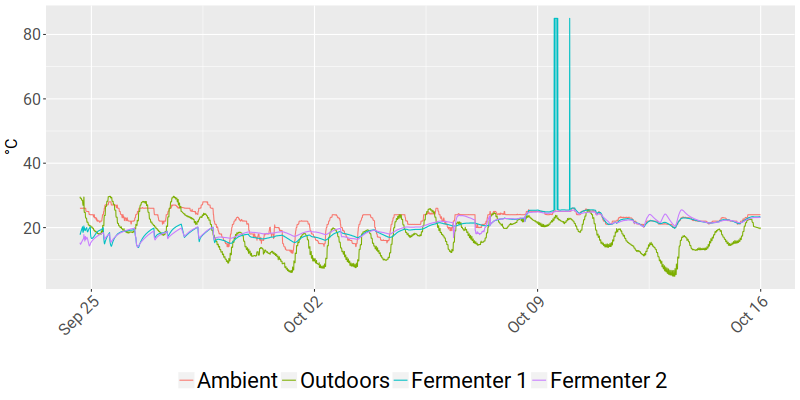 80
60
°C
40
20
Sep 25
Oct 02
Oct 09
Oct 16
Ambient Outdoors Fermenter 1 Fermenter 2